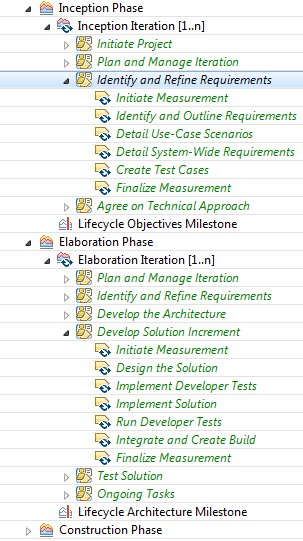 Inception Phase
Inception Iteration [1..n]
Initiate Project
Plan and Manage Iteration
Identify and Refine Requirements
Initiate Measurement
Identify and Outline Requirements
Detail Use-Case Scenarios
Detail System-Wide Requirements
Create Test Cases
Finalize Measurement
Agree on Technical Approach
Lifecycle Objectives Milestone
Elaboration Phase
Elaboration Iteration [1..n]
Plan and Manage Iteration
Identify and Refine Requirements
Develop the Architecture
Develop Solution Increment
Initiate Measurement
Design the Solution
Implement Developer Tests
Implement Solution
Run Developer Tests
Integrate and Create Build
Finalize Measurement
Test Solution
Ongoing Tasks
Lifecycle Architecture Milestone
Construction Phase